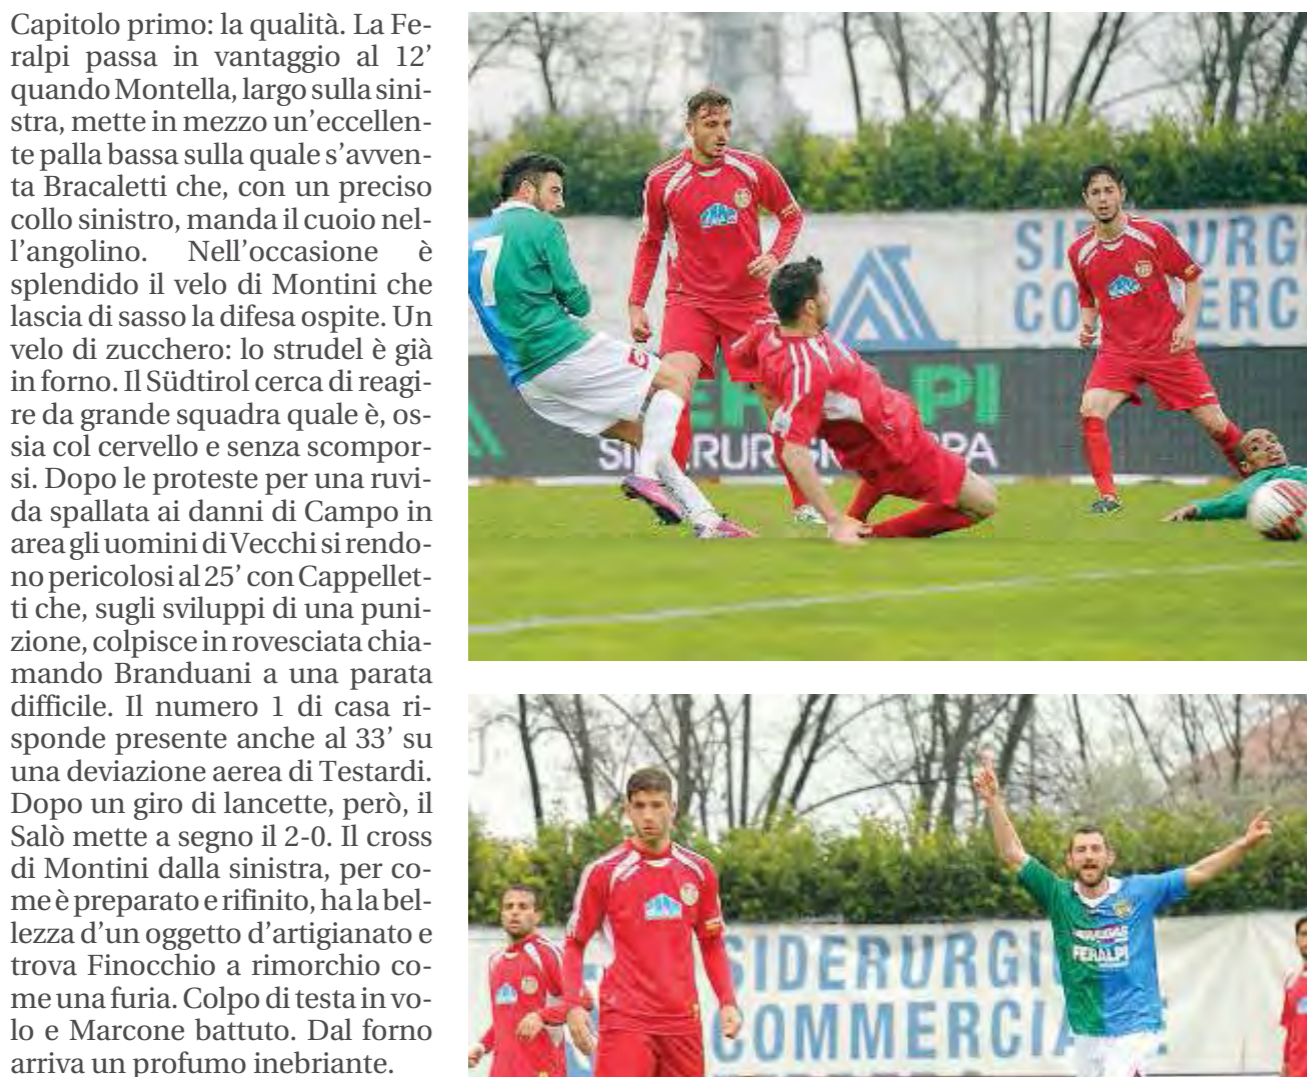 Capitolo primo: la qualità. La Fe-
ralpi passa in vantaggio al 12’
quando Montella, largo sulla sini-
stra, mette in mezzo un’eccellen-
te palla bassa sulla quale s’avven-
ta Bracaletti che, con un preciso
collo sinistro, manda il cuoio nel-
l’angolino. Nell’occasione è
splendido il velo di Montini che
lascia di sasso la difesa ospite. Un
velo di zucchero: lo strudel è già
in forno. Il Südtirol cerca di reagi-
re da grande squadra quale è, os-
sia col cervello e senza scompor-
si. Dopo le proteste per una ruvi-
da spallata ai danni di Campo in
area gli uomini di Vecchi si rendo-
no pericolosi al 25’ con Cappellet-
ti che, sugli sviluppi di una puni-
zione, colpisce in rovesciata chia-
mando Branduani a una parata
difficile. Il numero 1 di casa ri-
sponde presente anche al 33’ su
una deviazione aerea di Testardi.
Dopo un giro di lancette, però, il
Salò mette a segno il 2-0. Il cross
di Montini dalla sinistra, per co-
me è preparato e rifinito, ha la bel-
lezza d’un oggetto d’artigianato e
trova Finocchio a rimorchio co-
me una furia. Colpo di testa in vo-
lo e Marcone battuto. Dal forno
arriva un profumo inebriante.
7
FERALPI
SIDERURGI
COMMERCIA
FERALPI